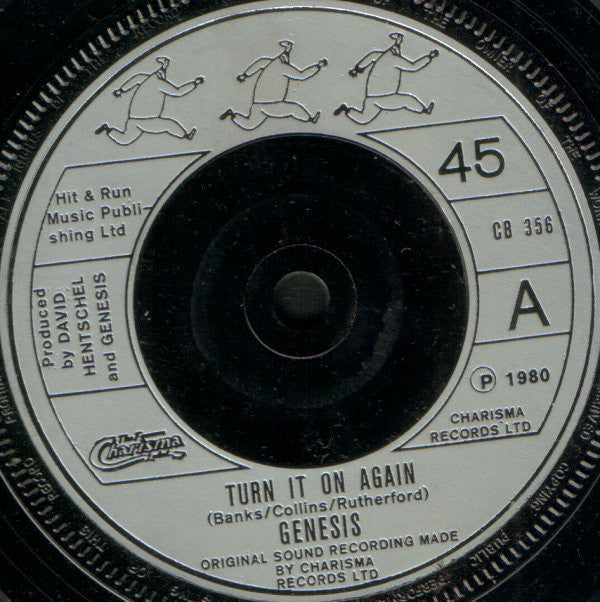 Hit & Run
Music Publi-
shing Ltd
Produced
by DAVID
HENTSCHEL
and GENESIS
The
Charisma
45
CB 356
A
℗ 1980
CHARISMA
RECORDS LTD
TURN IT ON AGAIN
(Banks/Collins/Rutherford)
GENESIS
ORIGINAL SOUND RECORDING MADE
BY CHARISMA
RECORDS LTD